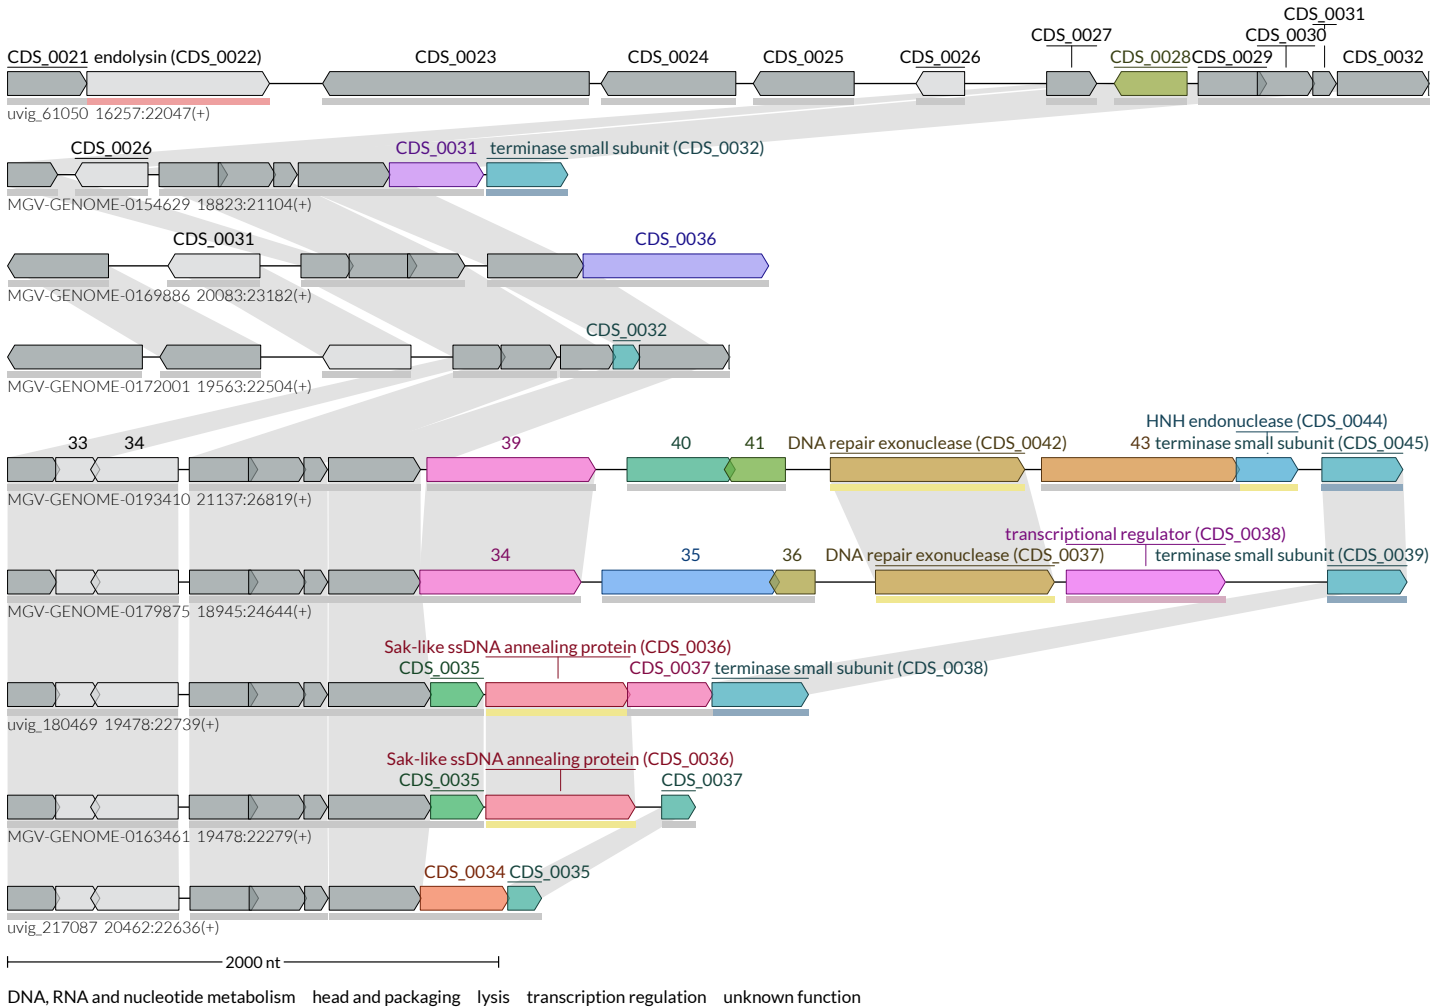 CDS_0031
CDS_0027 CDS_0030
CDS_0021 endolysin (CDS_0022) CDS_0023 CDS_0024 CDS_0025 CDS_0026 CDS_0028 CDS_0029 CDS_0032
uvig_61050 16257:22047(+)
CDS_0026 CDS_0031 terminase small subunit (CDS_0032)
MGV-GENOME-0154629 18823:21104(+)
CDS_0031 CDS_0036
MGV-GENOME-0169886 20083:23182(+)
CDS_0032
MGV-GENOME-0172001 19563:22504(+)
HNH endonuclease (CDS_0044)
33 34 39 40 41 DNA repair exonuclease (CDS_0042) 43 terminase small subunit (CDS_0045)
MGV-GENOME-0193410 21137:26819(+)
transcriptional regulator (CDS_0038)
34 35 36 DNA repair exonuclease (CDS_0037) terminase small subunit (CDS_0039)
MGV-GENOME-0179875 18945:24644(+)
Sak-like ssDNA annealing protein (CDS_0036)
CDS_0035 CDS_0037 terminase small subunit (CDS_0038)
uvig_180469 19478:22739(+)
Sak-like ssDNA annealing protein (CDS_0036)
CDS_0035 CDS_0037
MGV-GENOME-0163461 19478:22279(+)
CDS_0034 CDS_0035
uvig_217087 20462:22636(+)
2000 nt
DNA, RNA and nucleotide metabolism head and packaging lysis transcription regulation unknown function